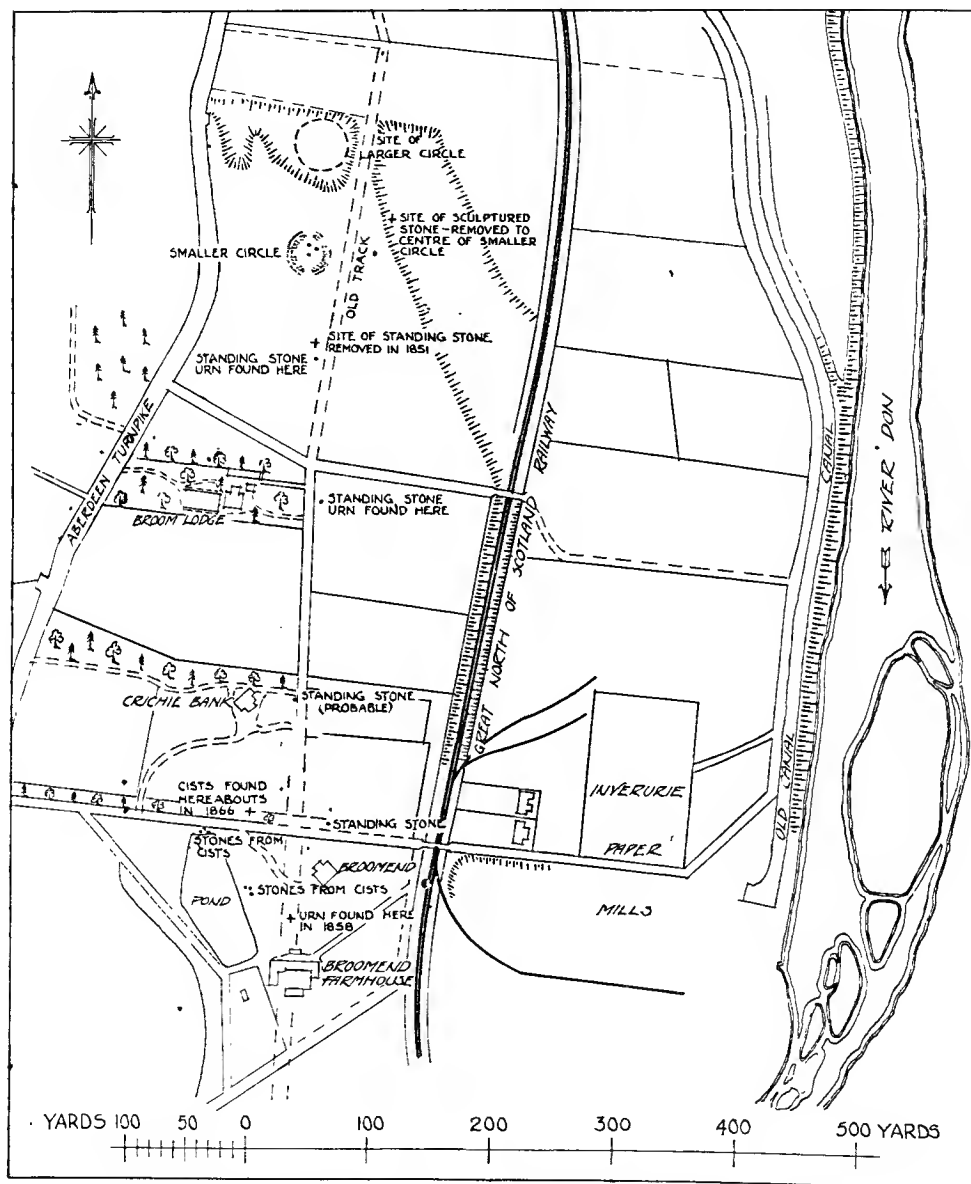 SITE OF
LARGER CIRCLE
SITE OF SCULPTURED
STONE-REMOVED TO
CENTRE OF SMALLER
CIRCLE
SMALLER CIRCLE
OLD TRACK
SITE OF STANDING STONE
REMOVED IN 1851
STANDING STONE
URN FOUND HERE
ABERDEEN TURNPIKE
STANDING STONE
URN FOUND HERE
BROOM LODGE
GREAT NORTH OF SCOTLAND RAILWAY
CANAL
RIVER DON
STANDING STONE
(PROBABLE)
CRICHIL BANK
CISTS FOUND
HEREABOUTS
IN 1866
STANDING STONE
STONES FROM
CISTS
BROOMEND
STONES FROM CISTS
POND
URN FOUND HERE
IN 1858
BROOMEND
FARMHOUSE
INVERURIE
PAPER
MILLS
OLD CANAL
YARDS 100 50 0 100 200 300 400 500 YARDS